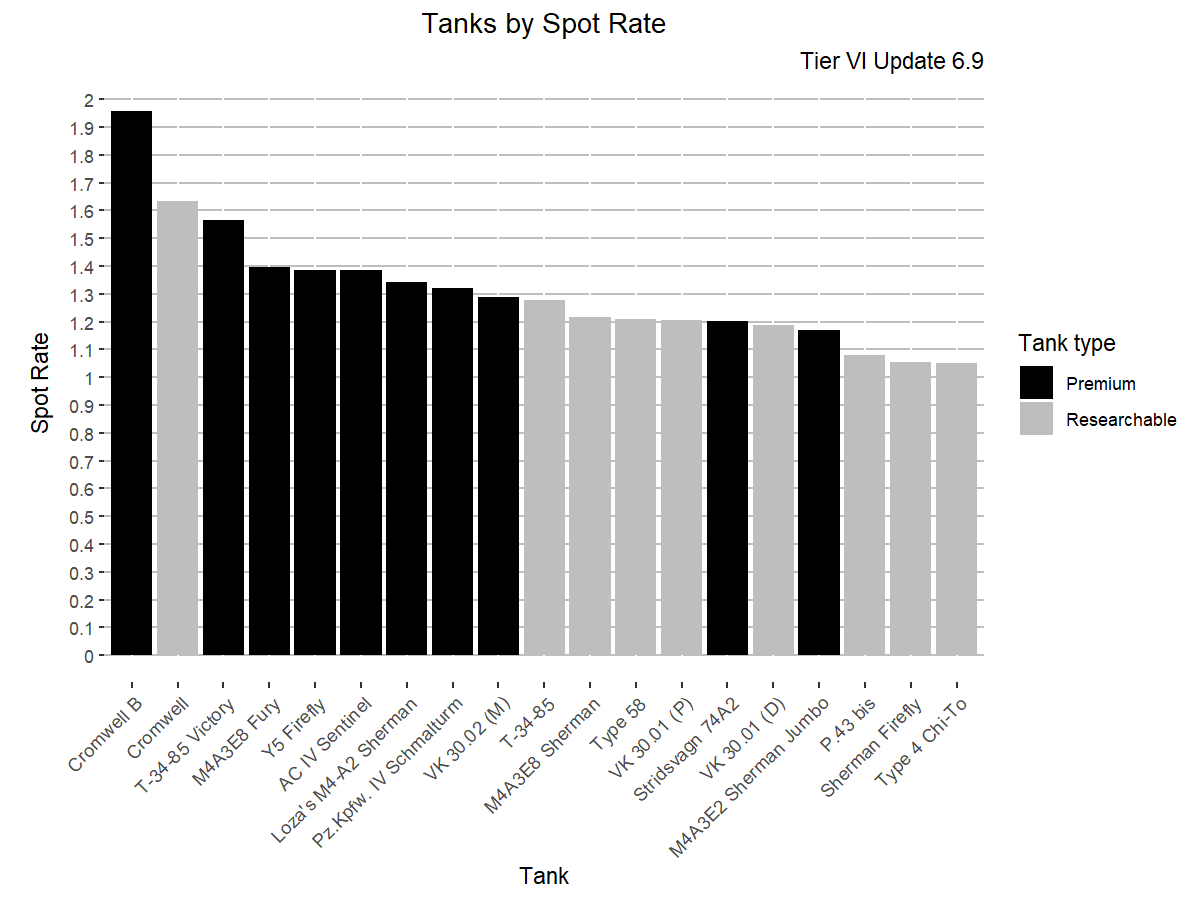 Tanks by Spot Rate
Tier VI Update 6.9
2
1.9
1.8
1.7
1.6
1.5
1.4
1.3
1.2
1.1
1
0.9
0.8
0.7
0.6
0.5
0.4
0.3
0.2
0.1
0
Spot Rate
Cromwell B
Cromwell
T-34-85 Victory
M4A3E8 Fury
Y5 Firefly
AC IV Sentinel
Loza's M4-A2 Sherman
Pz.Kpfw. IV Schmalturm
VK 30.02 (M)
T-34-85
M4A3E8 Sherman
Type 58
VK 30.01 (P)
Stridsvagn 74A2
VK 30.01 (D)
M4A3E2 Sherman Jumbo
P.43 bis
Sherman Firefly
Type 4 Chi-To
Tank
Tank type
Premium
Researchable